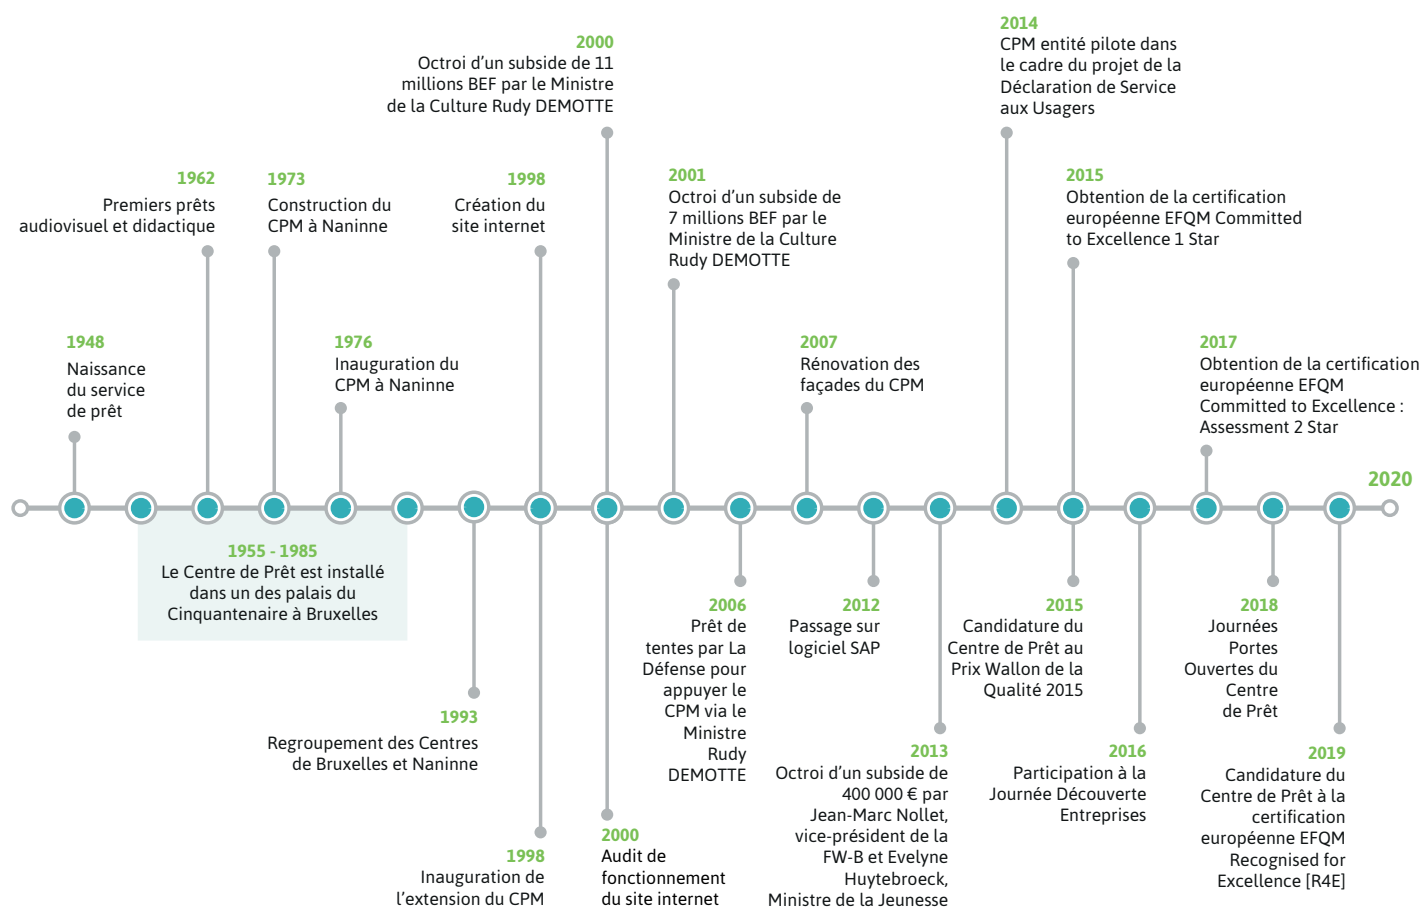 2000
Octroi d’un subside de 11
millions BEF par le Ministre
de la Culture Rudy DEMOTTE
2014
CPM entité pilote dans
le cadre du projet de la
Déclaration de Service
aux Usagers
1962
Premiers prêts
audiovisuel et didactique
1973
Construction du
CPM à Naninne
1998
Création du
site internet
2001
Octroi d’un subside de
7 millions BEF par le
Ministre de la Culture
Rudy DEMOTTE
2015
Obtention de la certification
européenne EFQM Committed
to Excellence 1 Star
1948
Naissance
du service
de prêt
1976
Inauguration du
CPM à Naninne
2007
Rénovation des
façades du CPM
2017
Obtention de la certification
européenne EFQM
Committed to Excellence :
Assessment 2 Star
2020
1955 - 1985
Le Centre de Prêt est installé
dans un des palais du
Cinquantenaire à Bruxelles
1993
Regroupement des Centres
de Bruxelles et Naninne
1998
Inauguration de
l’extension du CPM
2000
Audit de
fonctionnement
du site internet
2006
Prêt de
tentes par La
Défense pour
appuyer le
CPM via le
Ministre
Rudy
DEMOTTE
2012
Passage sur
logiciel SAP
2013
Octroi d’un subside de
400 000 € par
Jean-Marc Nollet,
vice-président de la
FW-B et Evelyne
Huytebroeck,
Ministre de la Jeunesse
2015
Candidature du
Centre de Prêt au
Prix Wallon de la
Qualité 2015
2016
Participation à la
Journée Découverte
Entreprises
2018
Journées
Portes
Ouvertes du
Centre
de Prêt
2019
Candidature du
Centre de Prêt à la
certification
européenne EFQM
Recognised for
Excellence [R4E]